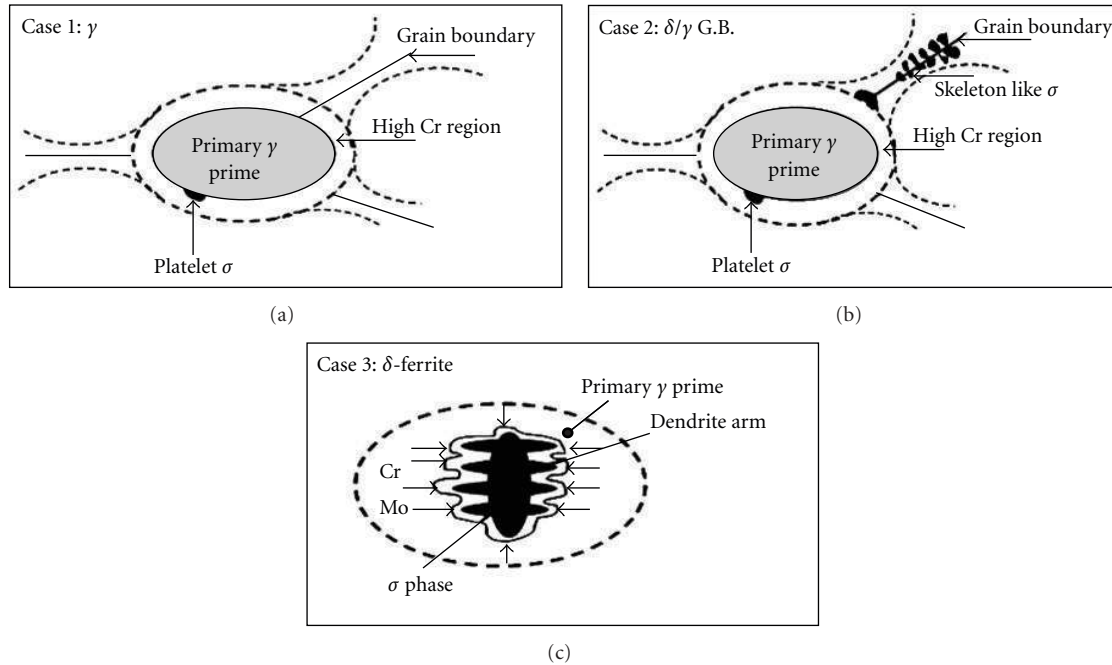 Case 1: γ
Grain boundary
High Cr region
Primary γ
prime
Platelet σ
(a)
Case 2: δ/γ G.B.
Grain boundary
Skeleton like σ
High Cr region
Primary γ
prime
Platelet σ
(b)
Case 3: δ-ferrite
Primary γ prime
Dendrite arm
Cr
Mo
σ phase
(c)